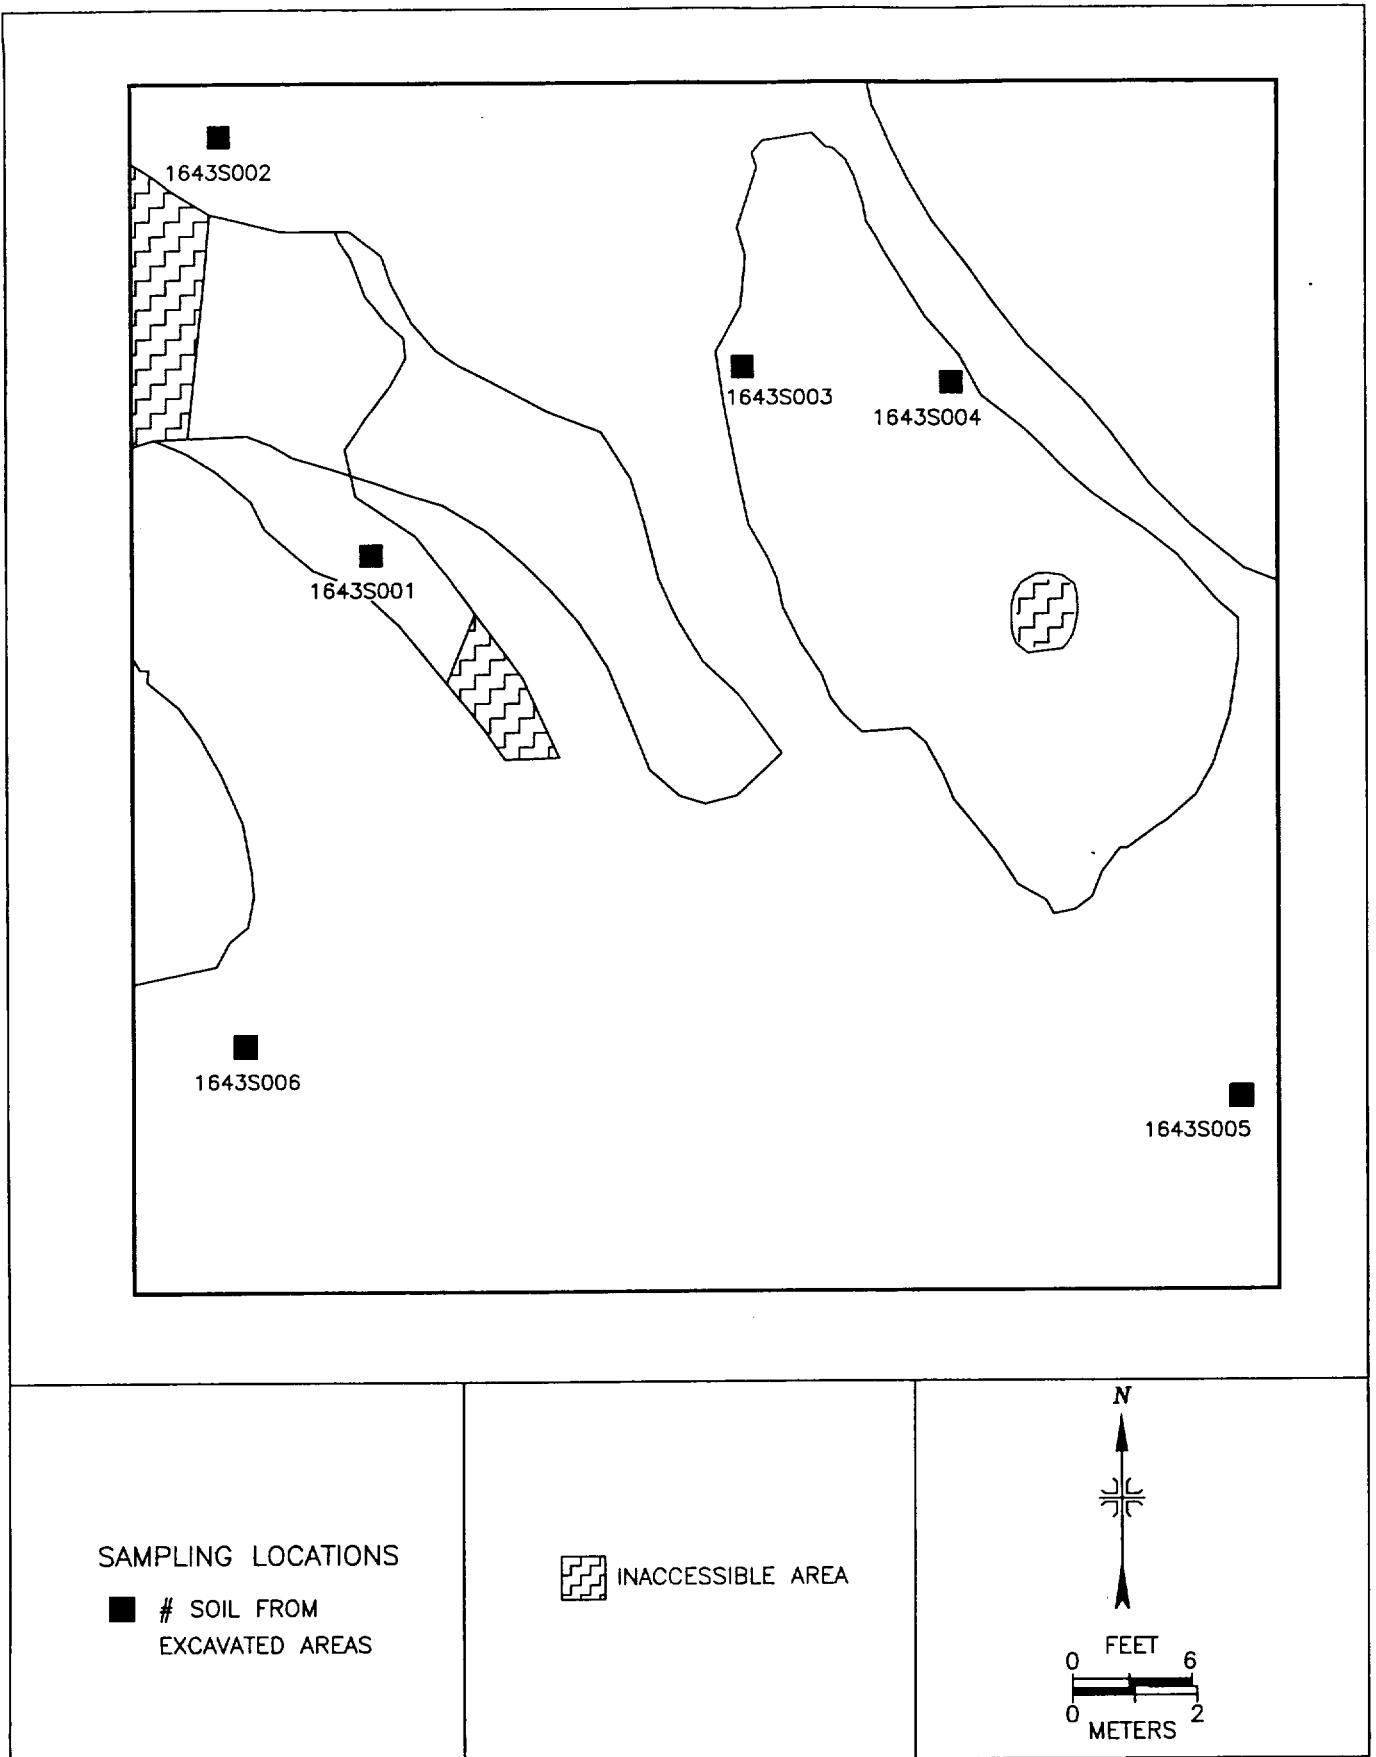 1643S002
1643S003
1643S004
1643S001
1643S006
1643S005
SAMPLING LOCATIONS
# SOIL FROM
EXCAVATED AREAS
INACCESSIBLE AREA
N
FEET
0 6
0 2
METERS